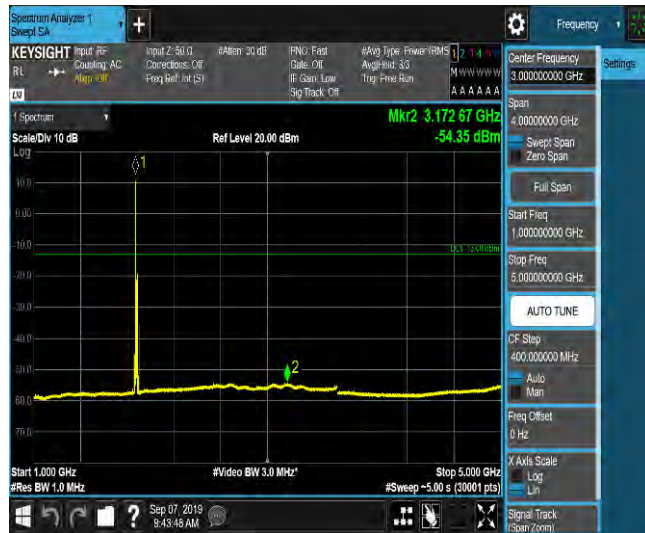 Spectrum Analyzer 1
Swept SA
+
Frequency
KEYSIGHT
Input: RF
Coupling: AC
Align: Off
Input Z: 50 Ω
Corrections: Off
Freq Ref: Int (S)
#Atten: 30 dB
PNO: Fast
Gate: Off
IF Gain: Low
Sig Track: Off
#Avg Type: Power (RMS
Avg|Hold: 3/3
Trig: Free Run
M W W W W W
A A A A A A
RL
LV
1 Spectrum
Scale/Div 10 dB
Ref Level 20.00 dBm
Mkr2 3.172 67 GHz
-54.35 dBm
Log
1
10.0
0.00
-10.0
DL1 -13.00 dBm
-20.0
-30.0
-40.0
-50.0
2
-60.0
-70.0
Start 1.000 GHz
#Video BW 3.0 MHz*
Stop 5.000 GHz
#Res BW 1.0 MHz
#Sweep ~5.00 s (30001 pts)
?
Sep 07, 2019
9:43:48 AM
Settings
Center Frequency
3.000000000 GHz
Span
4.00000000 GHz
Swept Span
Zero Span
Full Span
Start Freq
1.000000000 GHz
Stop Freq
5.000000000 GHz
AUTO TUNE
CF Step
400.000000 MHz
Auto
Man
Freq Offset
0 Hz
X Axis Scale
Log
Lin
Signal Track
(Span Zoom)